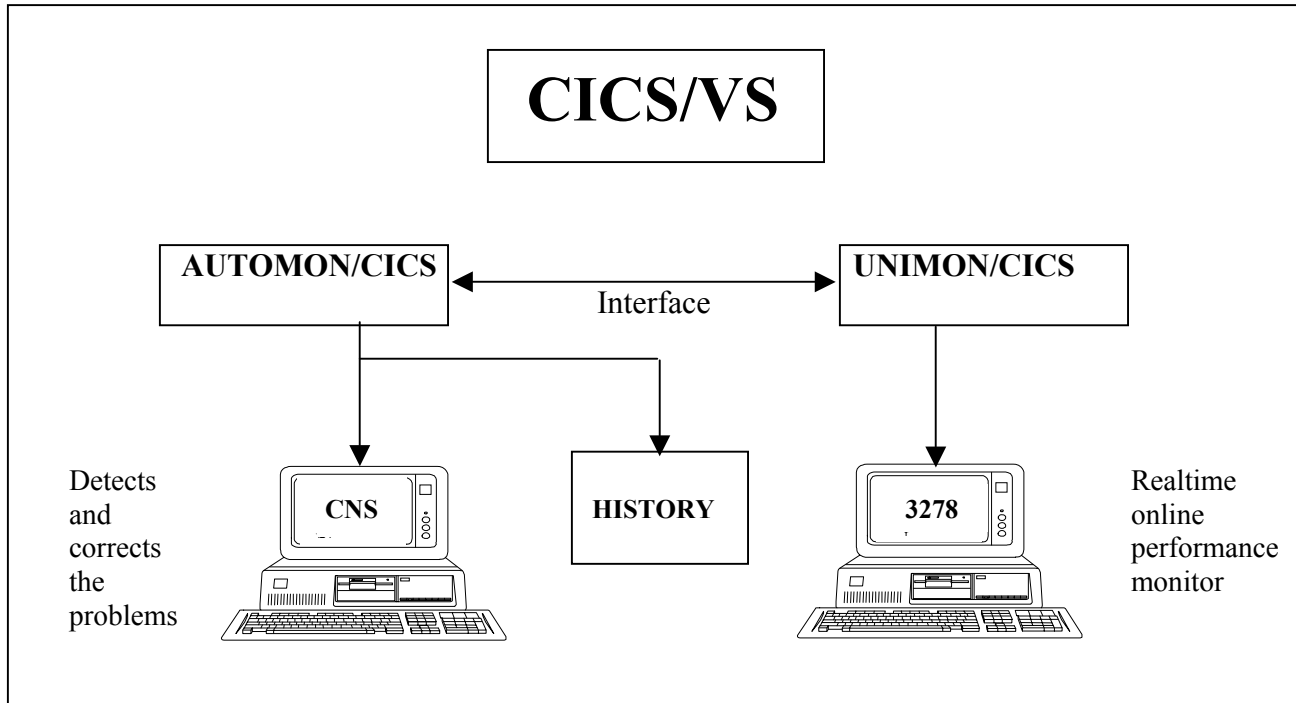 CICS/VS
AUTOMON/CICS
UNIMON/CICS
Interface
Detects
and
corrects
the
problems
CNS
HISTORY
3278
Realtime
online
performance
monitor